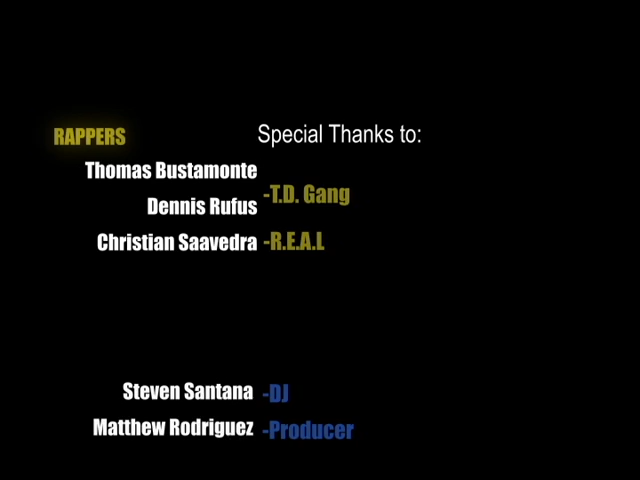 Special Thanks to:
RAPPERS
Thomas Bustamonte
-T.D. Gang
Dennis Rufus
Christian Saavedra -R.E.A.L
Steven Santana -DJ
Matthew Rodriguez -Producer